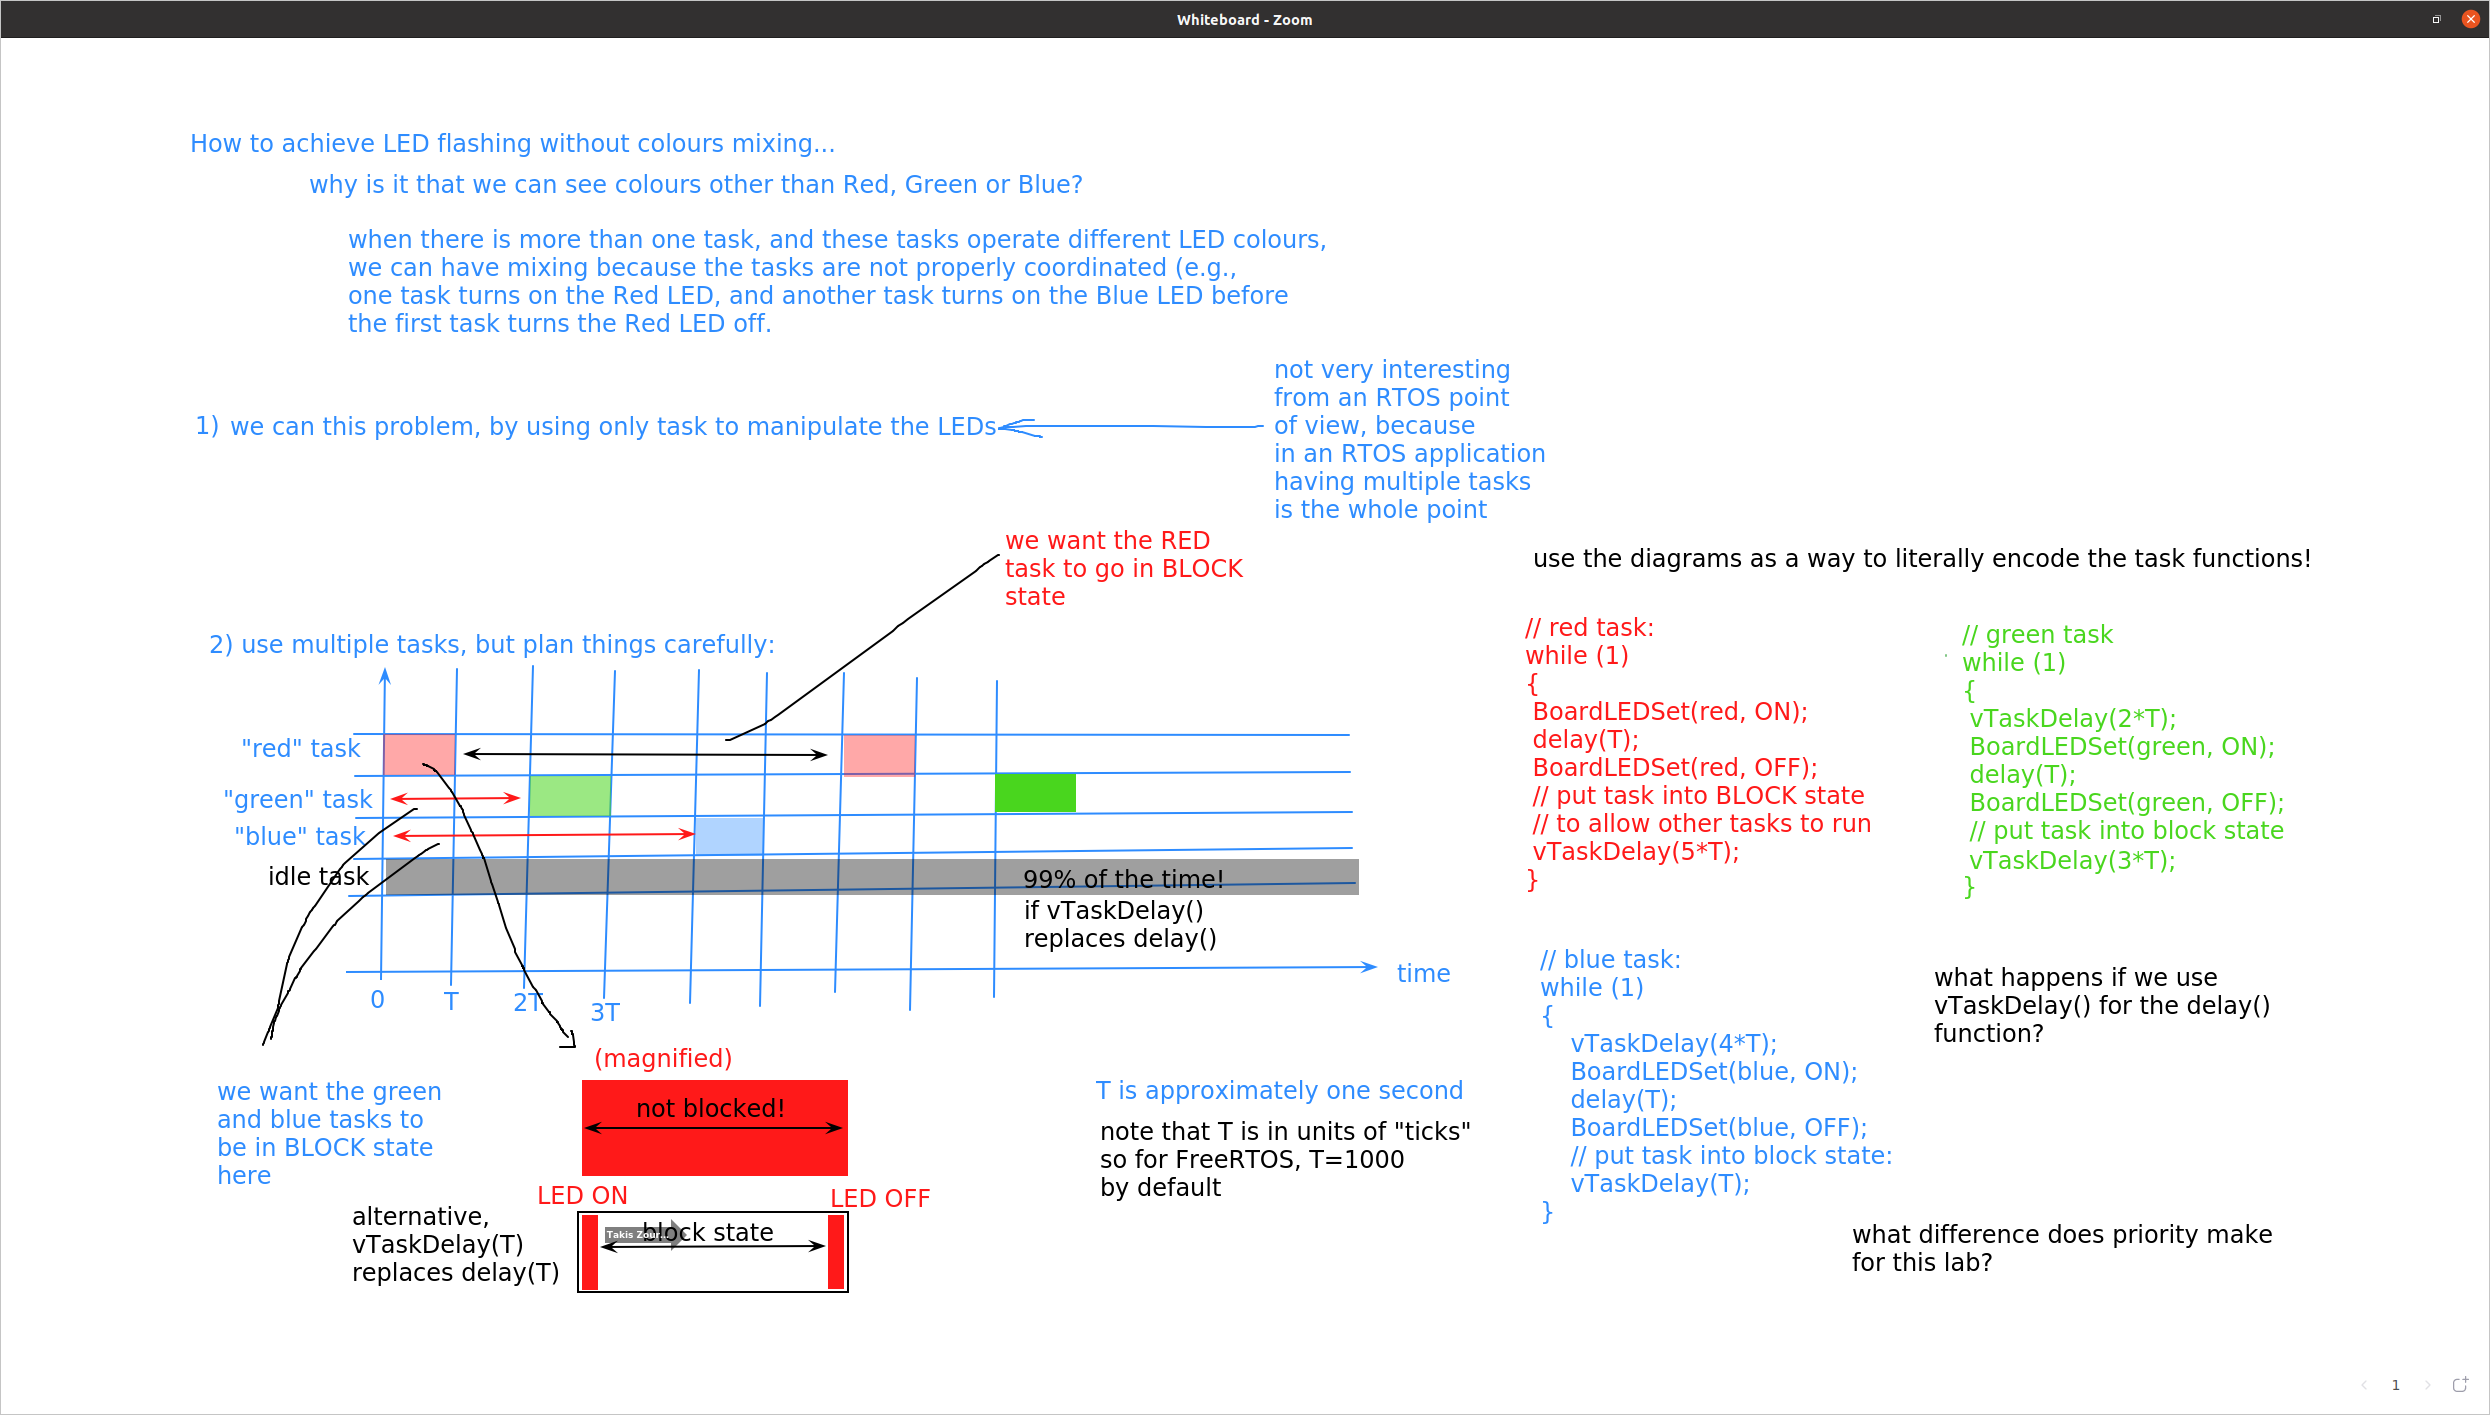 Whiteboard - Zoom
How to achieve LED flashing without colours mixing...
why is it that we can see colours other than Red, Green or Blue?
when there is more than one task, and these tasks operate different LED colours,
we can have mixing because the tasks are not properly coordinated (e.g.,
one task turns on the Red LED, and another task turns on the Blue LED before
the first task turns the Red LED off.
1) we can this problem, by using only task to manipulate the LEDs
not very interesting
from an RTOS point
of view, because
in an RTOS application
having multiple tasks
is the whole point
we want the RED
task to go in BLOCK
state
2) use multiple tasks, but plan things carefully:
"red" task
"green" task
"blue" task
idle task
99% of the time!
if vTaskDelay()
replaces delay()
time
0
T
2T
3T
we want the green
and blue tasks to
be in BLOCK state
here
(magnified)
not blocked!
LED ON
LED OFF
alternative,
vTaskDelay(T)
replaces delay(T)
block state
Takis Zour...
T is approximately one second
note that T is in units of "ticks"
so for FreeRTOS, T=1000
by default
use the diagrams as a way to literally encode the task functions!
// red task:
while (1)
{
BoardLEDSet(red, ON);
delay(T);
BoardLEDSet(red, OFF);
// put task into BLOCK state
// to allow other tasks to run
vTaskDelay(5*T);
}
// green task
while (1)
{
vTaskDelay(2*T);
BoardLEDSet(green, ON);
delay(T);
BoardLEDSet(green, OFF);
// put task into block state
vTaskDelay(3*T);
}
// blue task:
while (1)
{
vTaskDelay(4*T);
BoardLEDSet(blue, ON);
delay(T);
BoardLEDSet(blue, OFF);
// put task into block state:
vTaskDelay(T);
}
what happens if we use
vTaskDelay() for the delay()
function?
what difference does priority make
for this lab?
1